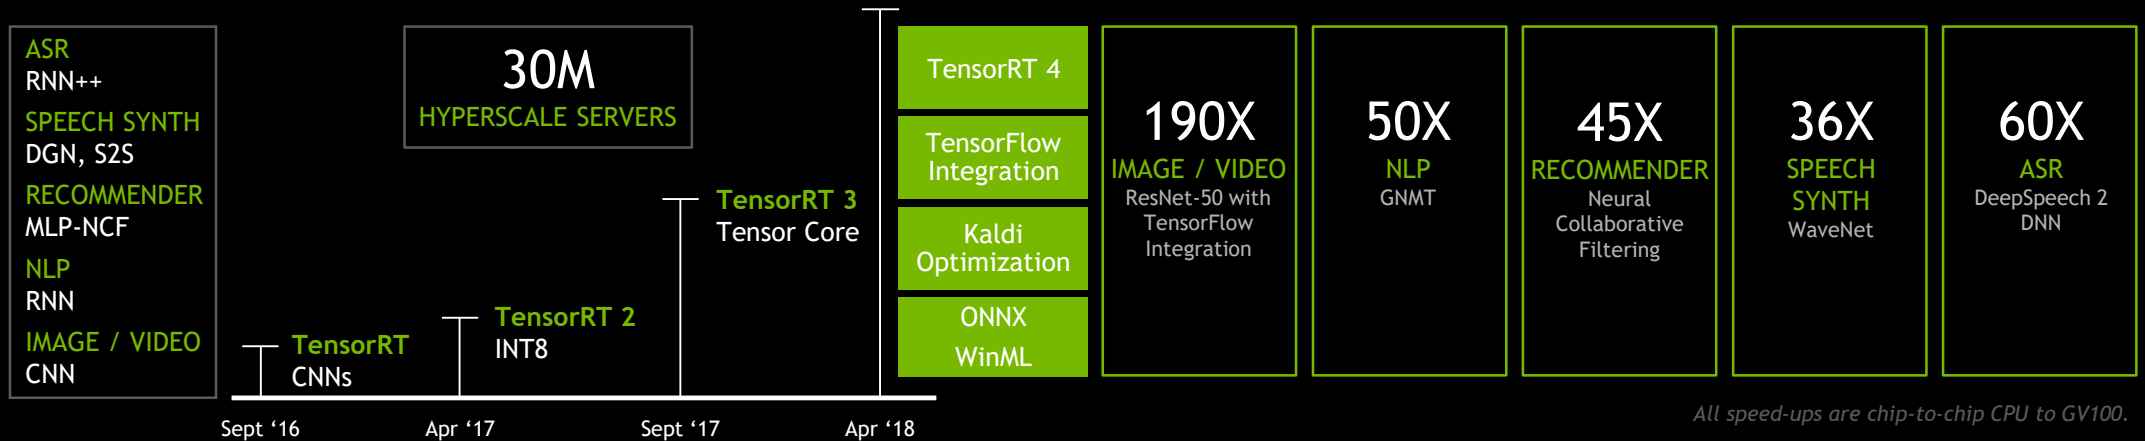 ASR
RNN++
SPEECH SYNTH
DGN, S2S
RECOMMENDER
MLP-NCF
NLP
RNN
IMAGE / VIDEO
CNN
30M
HYPERSCALE SERVERS
TensorRT
CNNs
TensorRT 2
INT8
TensorRT 3
Tensor Core
Sept ‘16
Apr ‘17
Sept ‘17
Apr ‘18
TensorRT 4
TensorFlow
Integration
Kaldi
Optimization
ONNX
WinML
190X
IMAGE / VIDEO
ResNet-50 with
TensorFlow
Integration
50X
NLP
GNMT
45X
RECOMMENDER
Neural
Collaborative
Filtering
36X
SPEECH
SYNTH
WaveNet
60X
ASR
DeepSpeech 2
DNN
All speed-ups are chip-to-chip CPU to GV100.